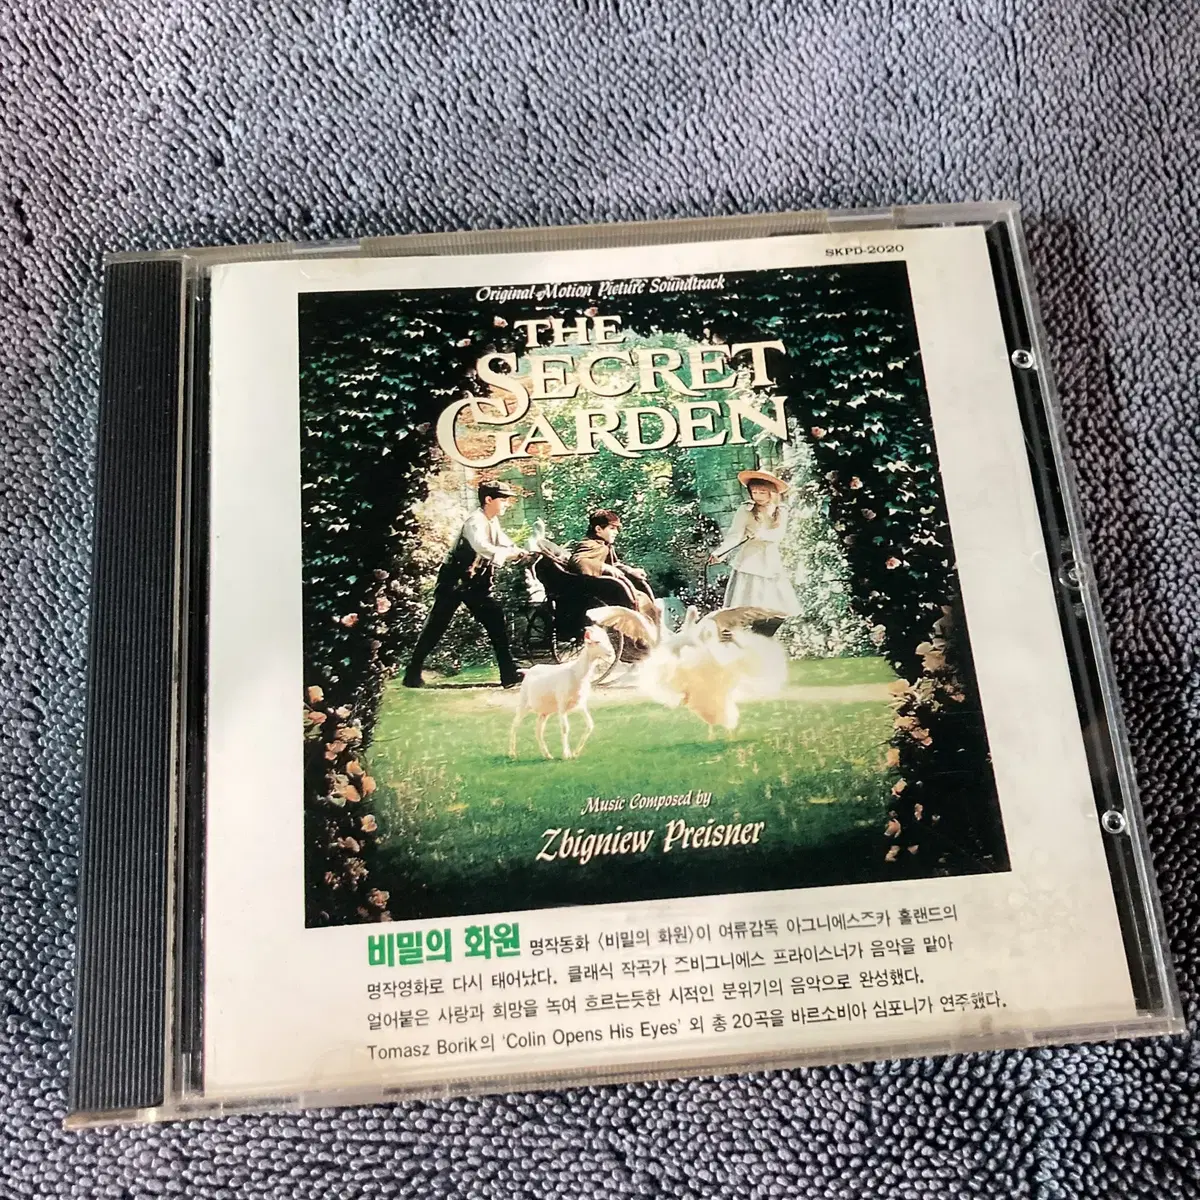 SKPD-2020
Original Motion Picture Soundtrack
THE
SECRET
GARDEN
Music Composed by
Zbigniew Preisner
비밀의 화원 명작동화 〈비밀의 화원〉이 여류감독 아그니에스즈카 홀랜드의
명작영화로 다시 태어났다. 클래식 작곡가 즈비그니에스 프라이스너가 음악을 맡아
얼어붙은 사랑과 희망을 녹여 흐르는듯한 시적인 분위기의 음악으로 완성했다.
Tomasz Borik의 'Colin Opens His Eyes' 외 총 20곡을 바르소비아 심포니가 연주했다.